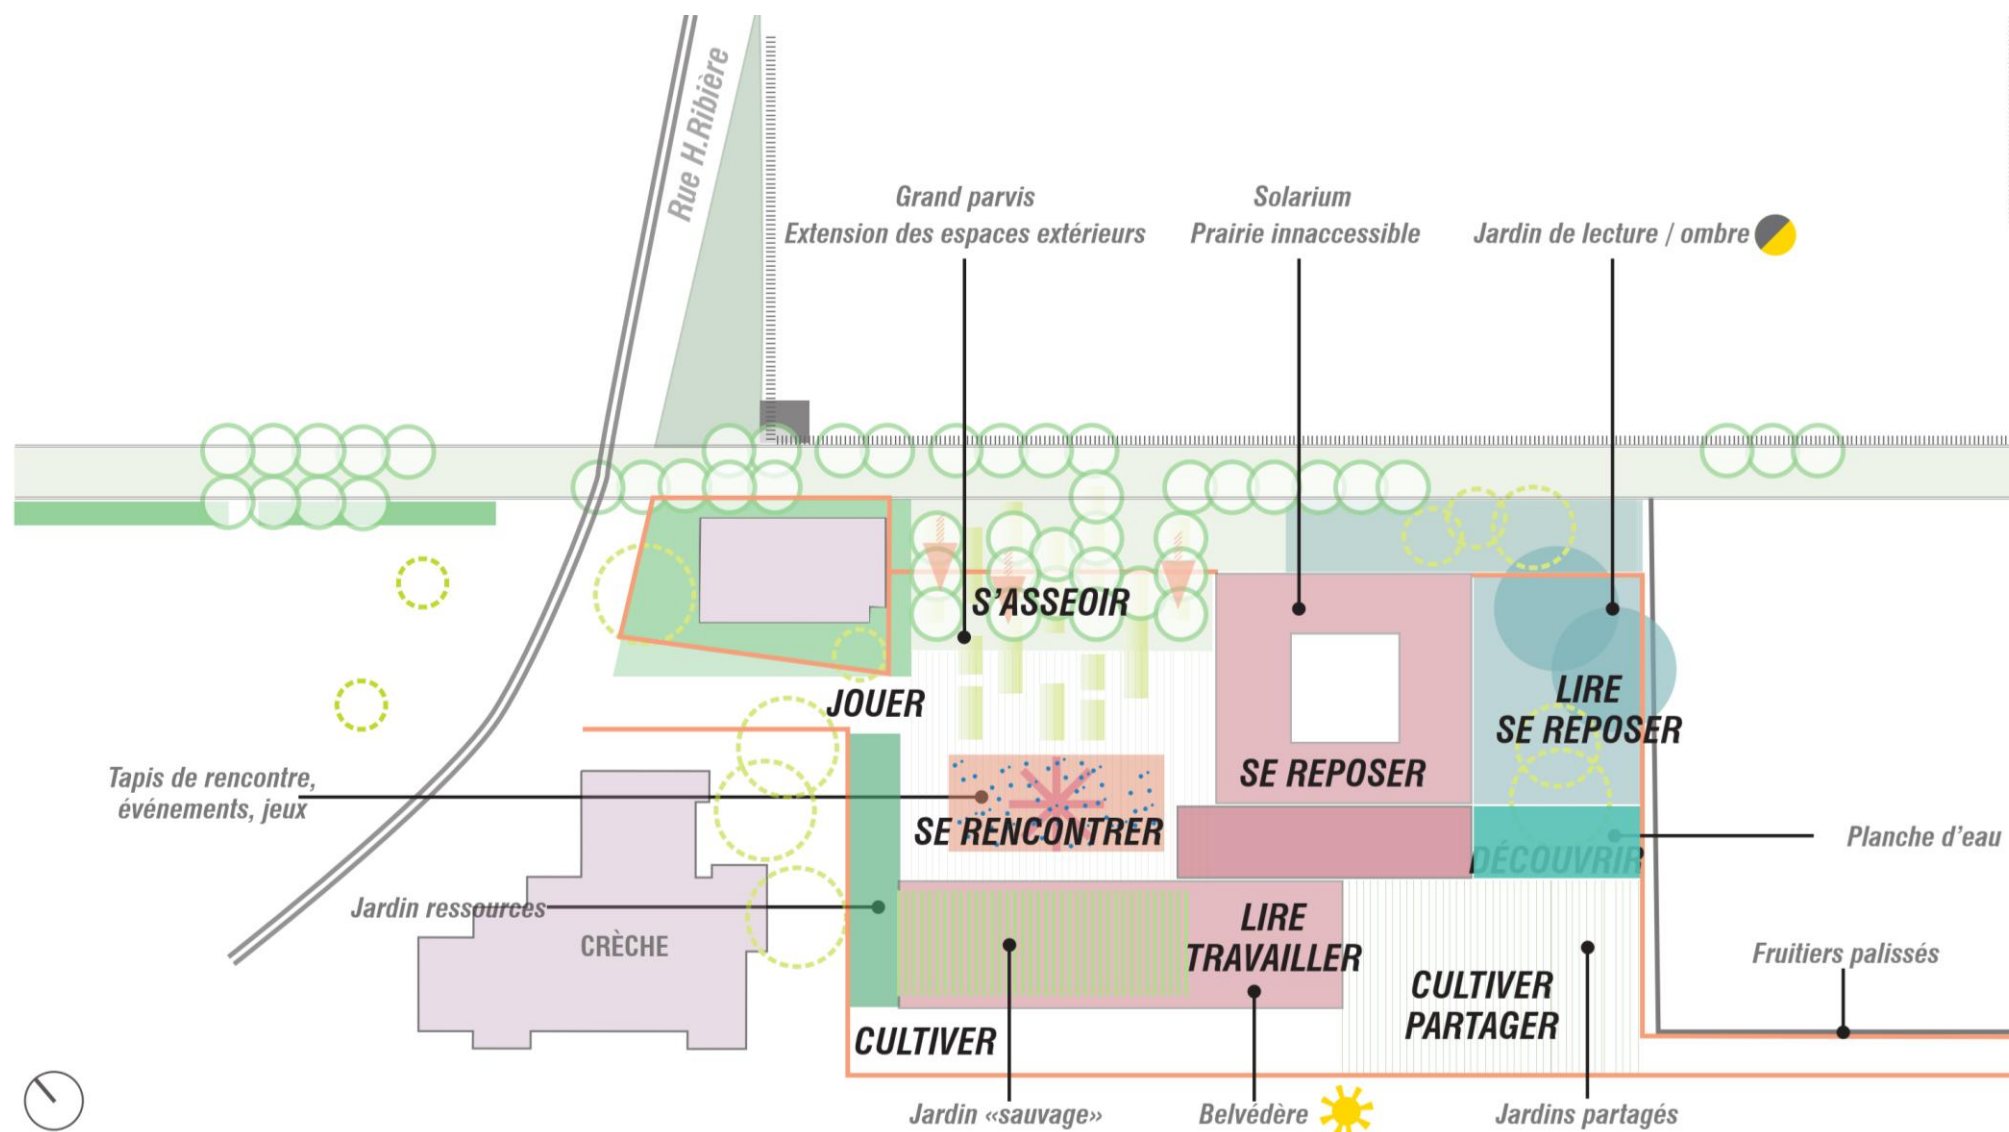 Rue H.Ribière
Grand parvis
Extension des espaces extérieurs
Solarium
Prairie innaccessible
Jardin de lecture / ombre
S'ASSEOIR
JOUER
LIRE
SE REPOSER
SE REPOSER
Tapis de rencontre,
événements, jeux
SE RENCONTRER
Planche d'eau
DÉCOUVRIR
Jardin ressources
CRÈCHE
LIRE
TRAVAILLER
CULTIVER
PARTAGER
Fruitiers palissés
CULTIVER
Jardin «sauvage»
Belvédère
Jardins partagés